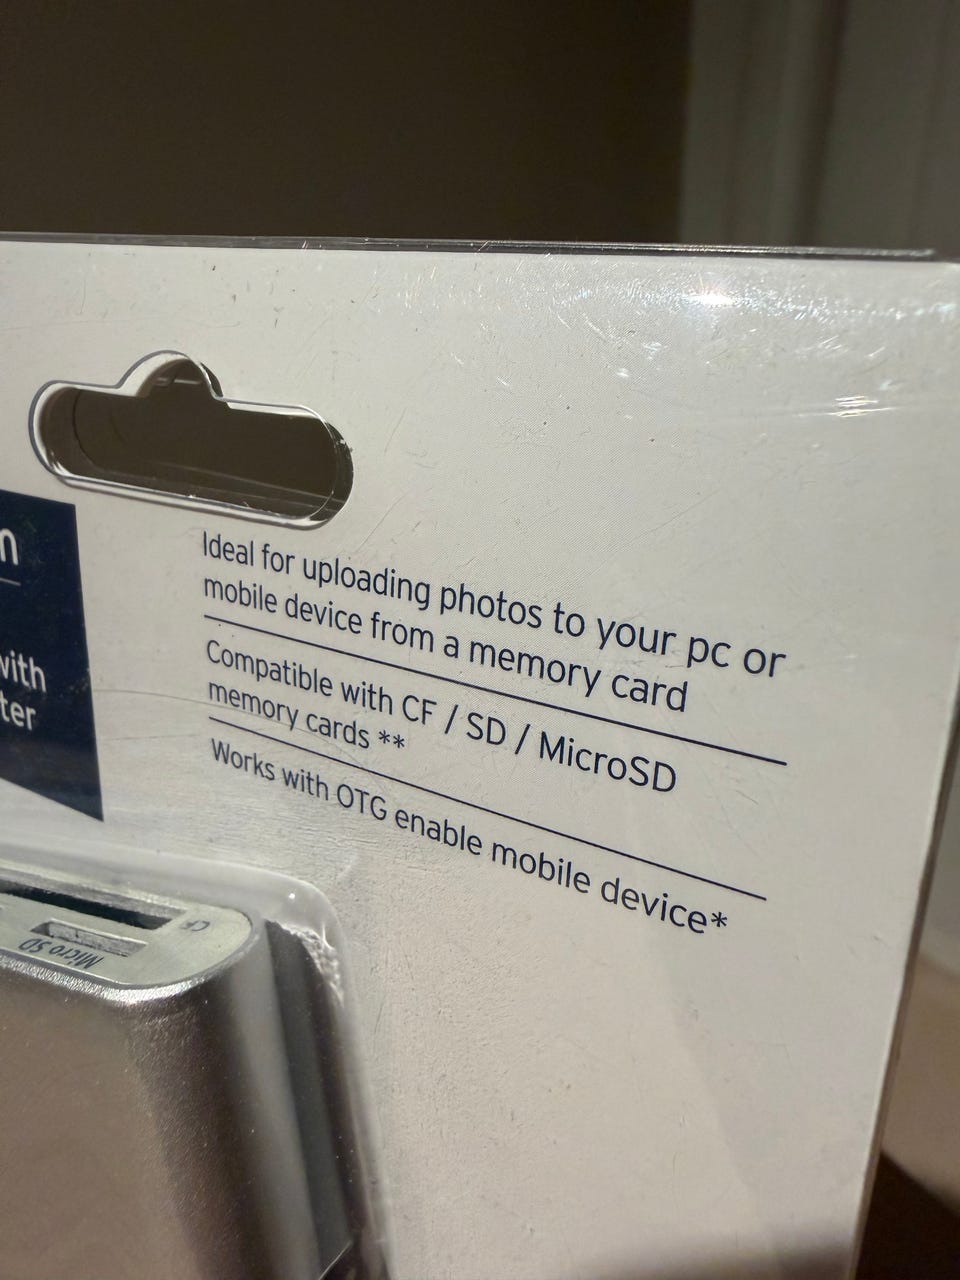 Ideal for uploading photos to your pc or
mobile device from a memory card
Compatible with CF / SD / MicroSD
memory cards **
Works with OTG enable mobile device*
with
CF
Micro SD